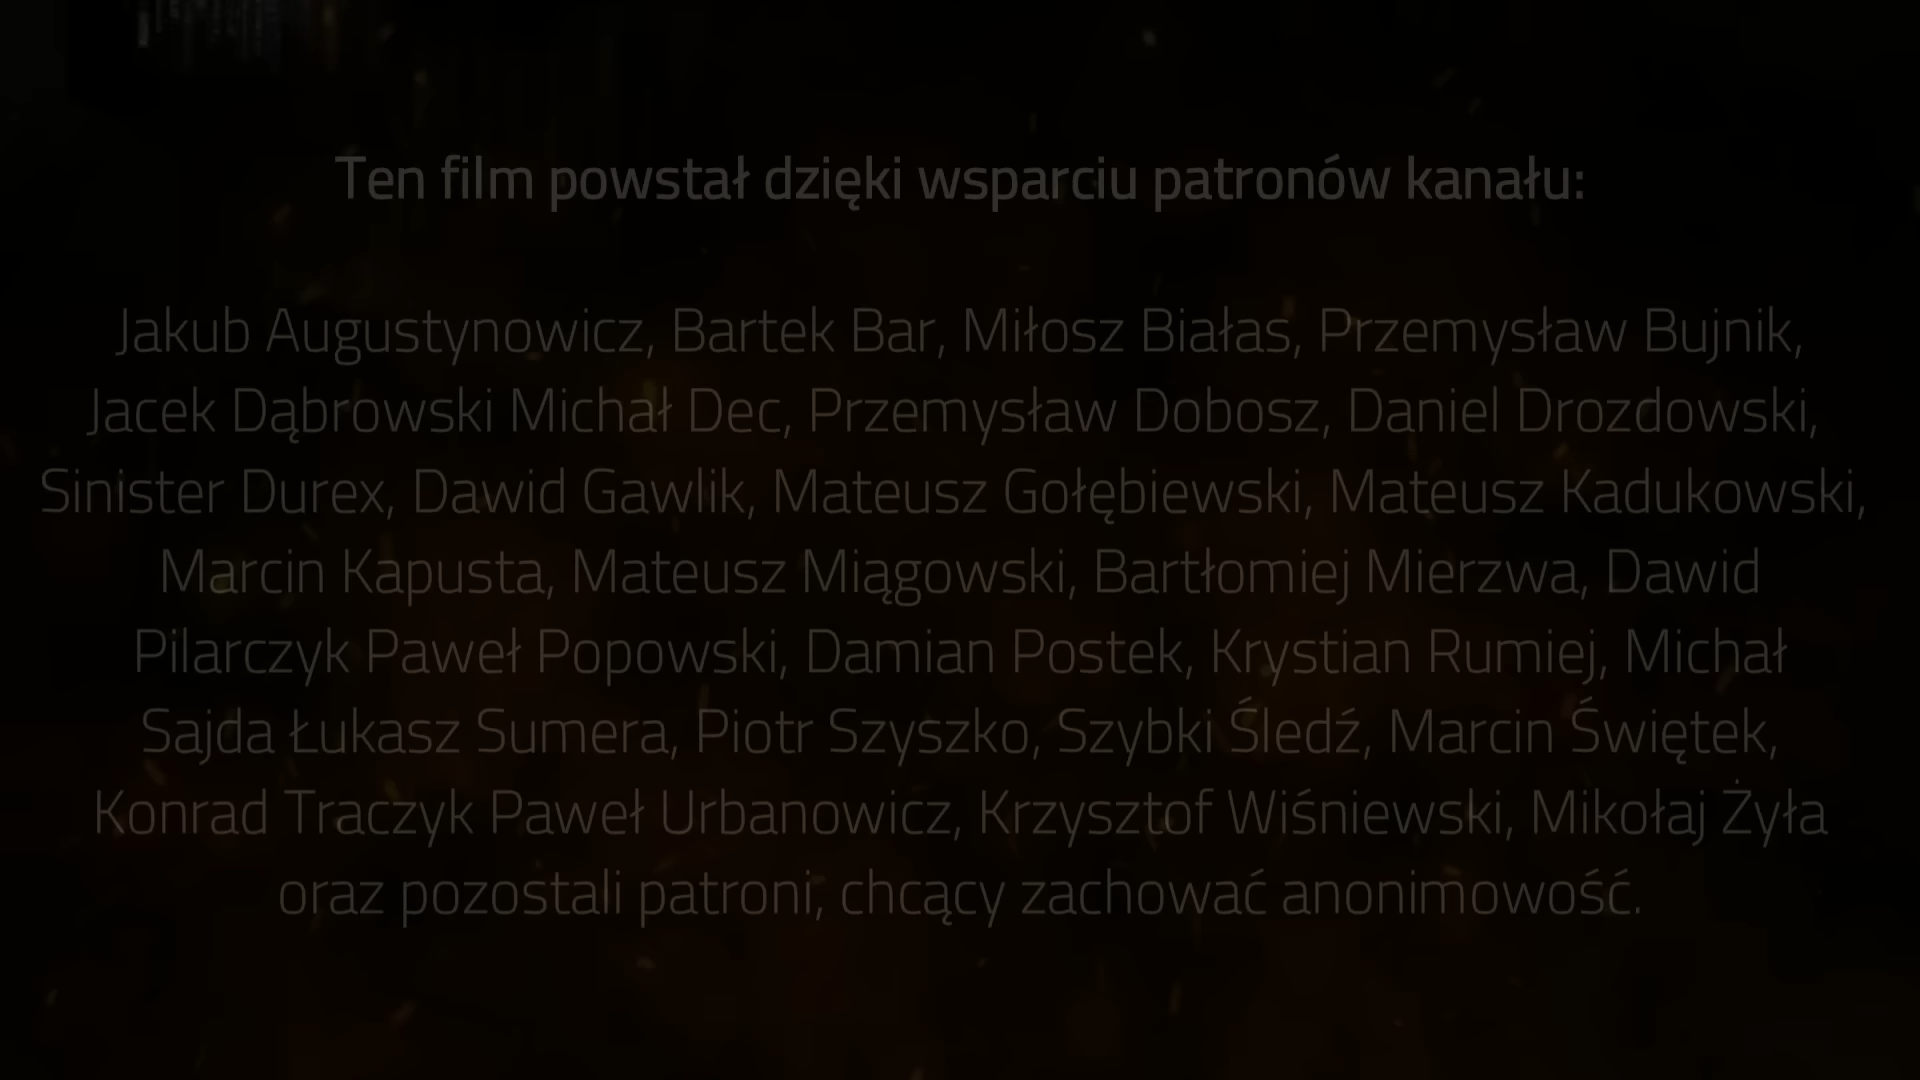 Ten film powstał dzięki wsparciu patronów kanału:
Jakub Augustynowicz, Bartek Bar, Miłosz Białas, Przemysław Bujnik,
Jacek Dąbrowski Michał Dec, Przemysław Dobosz, Daniel Drozdowski,
Sinister Durex, Dawid Gawlik, Mateusz Gołębiewski, Mateusz Kadukowski,
Marcin Kapusta, Mateusz Miągowski, Bartłomiej Mierzwa, Dawid
Pilarczyk Paweł Popowski, Damian Postek, Krystian Rumiej, Michał
Sajda Łukasz Sumera, Piotr Szyszko, Szybki Śledź, Marcin Świętek,
Konrad Traczyk Paweł Urbanowicz, Krzysztof Wiśniewski, Mikołaj Żyła
oraz pozostali patroni, chcący zachować anonimowość.